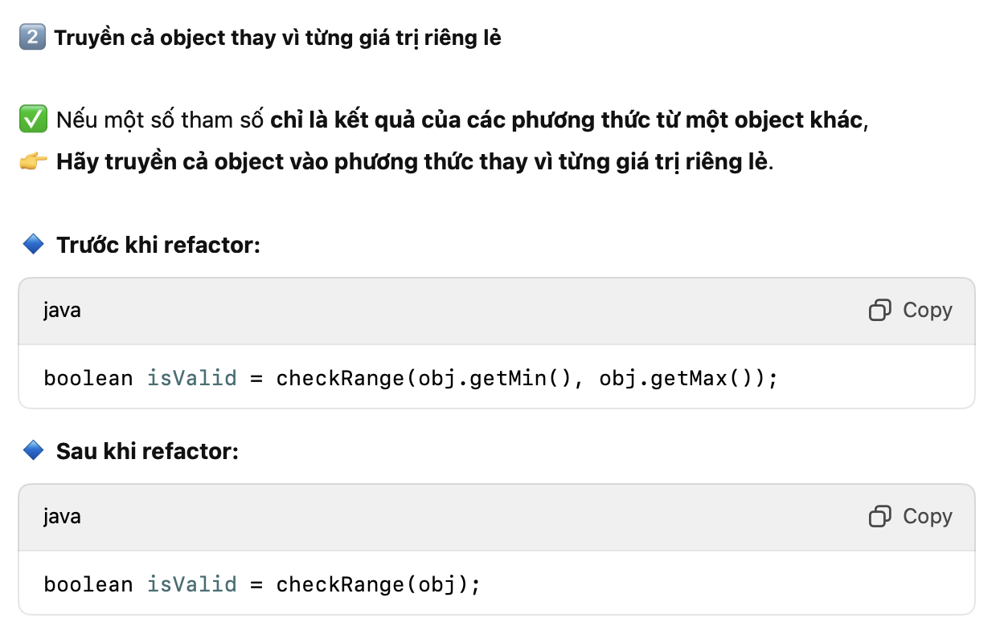 2️⃣ Truyền cả object thay vì từng giá trị riêng lẻ
✅ Nếu một số tham số chỉ là kết quả của các phương thức từ một object khác,
👉 Hãy truyền cả object vào phương thức thay vì từng giá trị riêng lẻ.
🔹 Trước khi refactor:
java Copy
boolean isValid = checkRange(obj.getMin(), obj.getMax());
🔹 Sau khi refactor:
java Copy
boolean isValid = checkRange(obj);